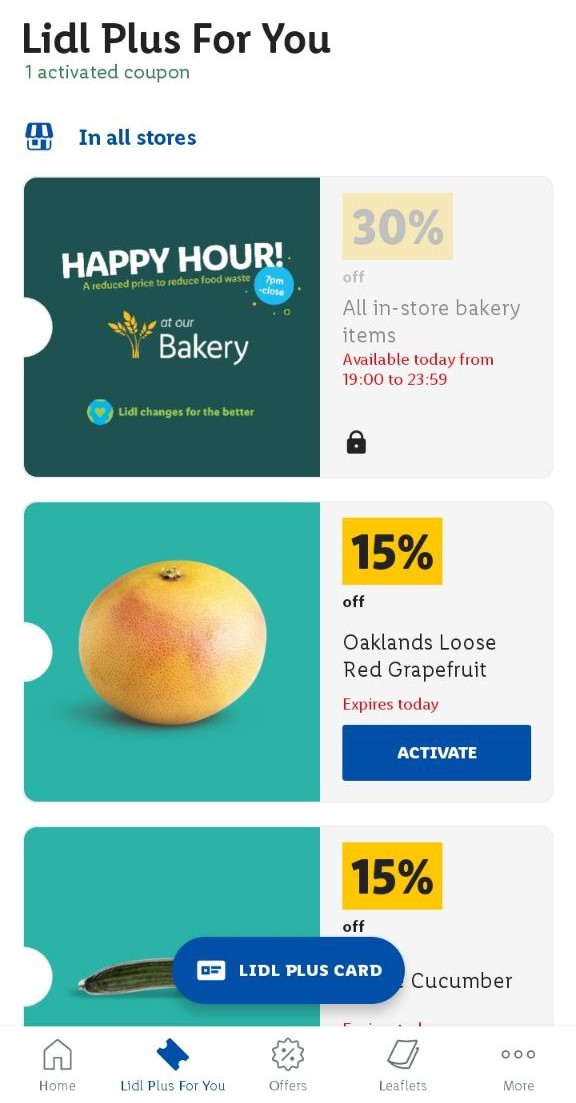 Lidl Plus For You
1 activated coupon
In all stores
HAPPY HOUR!
A reduced price to reduce food waste
7pm
-close
at our
Bakery
Lidl changes for the better
30%
off
All in-store bakery
items
Available today from
19:00 to 23:59
15%
off
Oaklands Loose
Red Grapefruit
Expires today
ACTIVATE
15%
off
Cucumber
LIDL PLUS CARD
Home
Lidl Plus For You
Offers
Leaflets
More